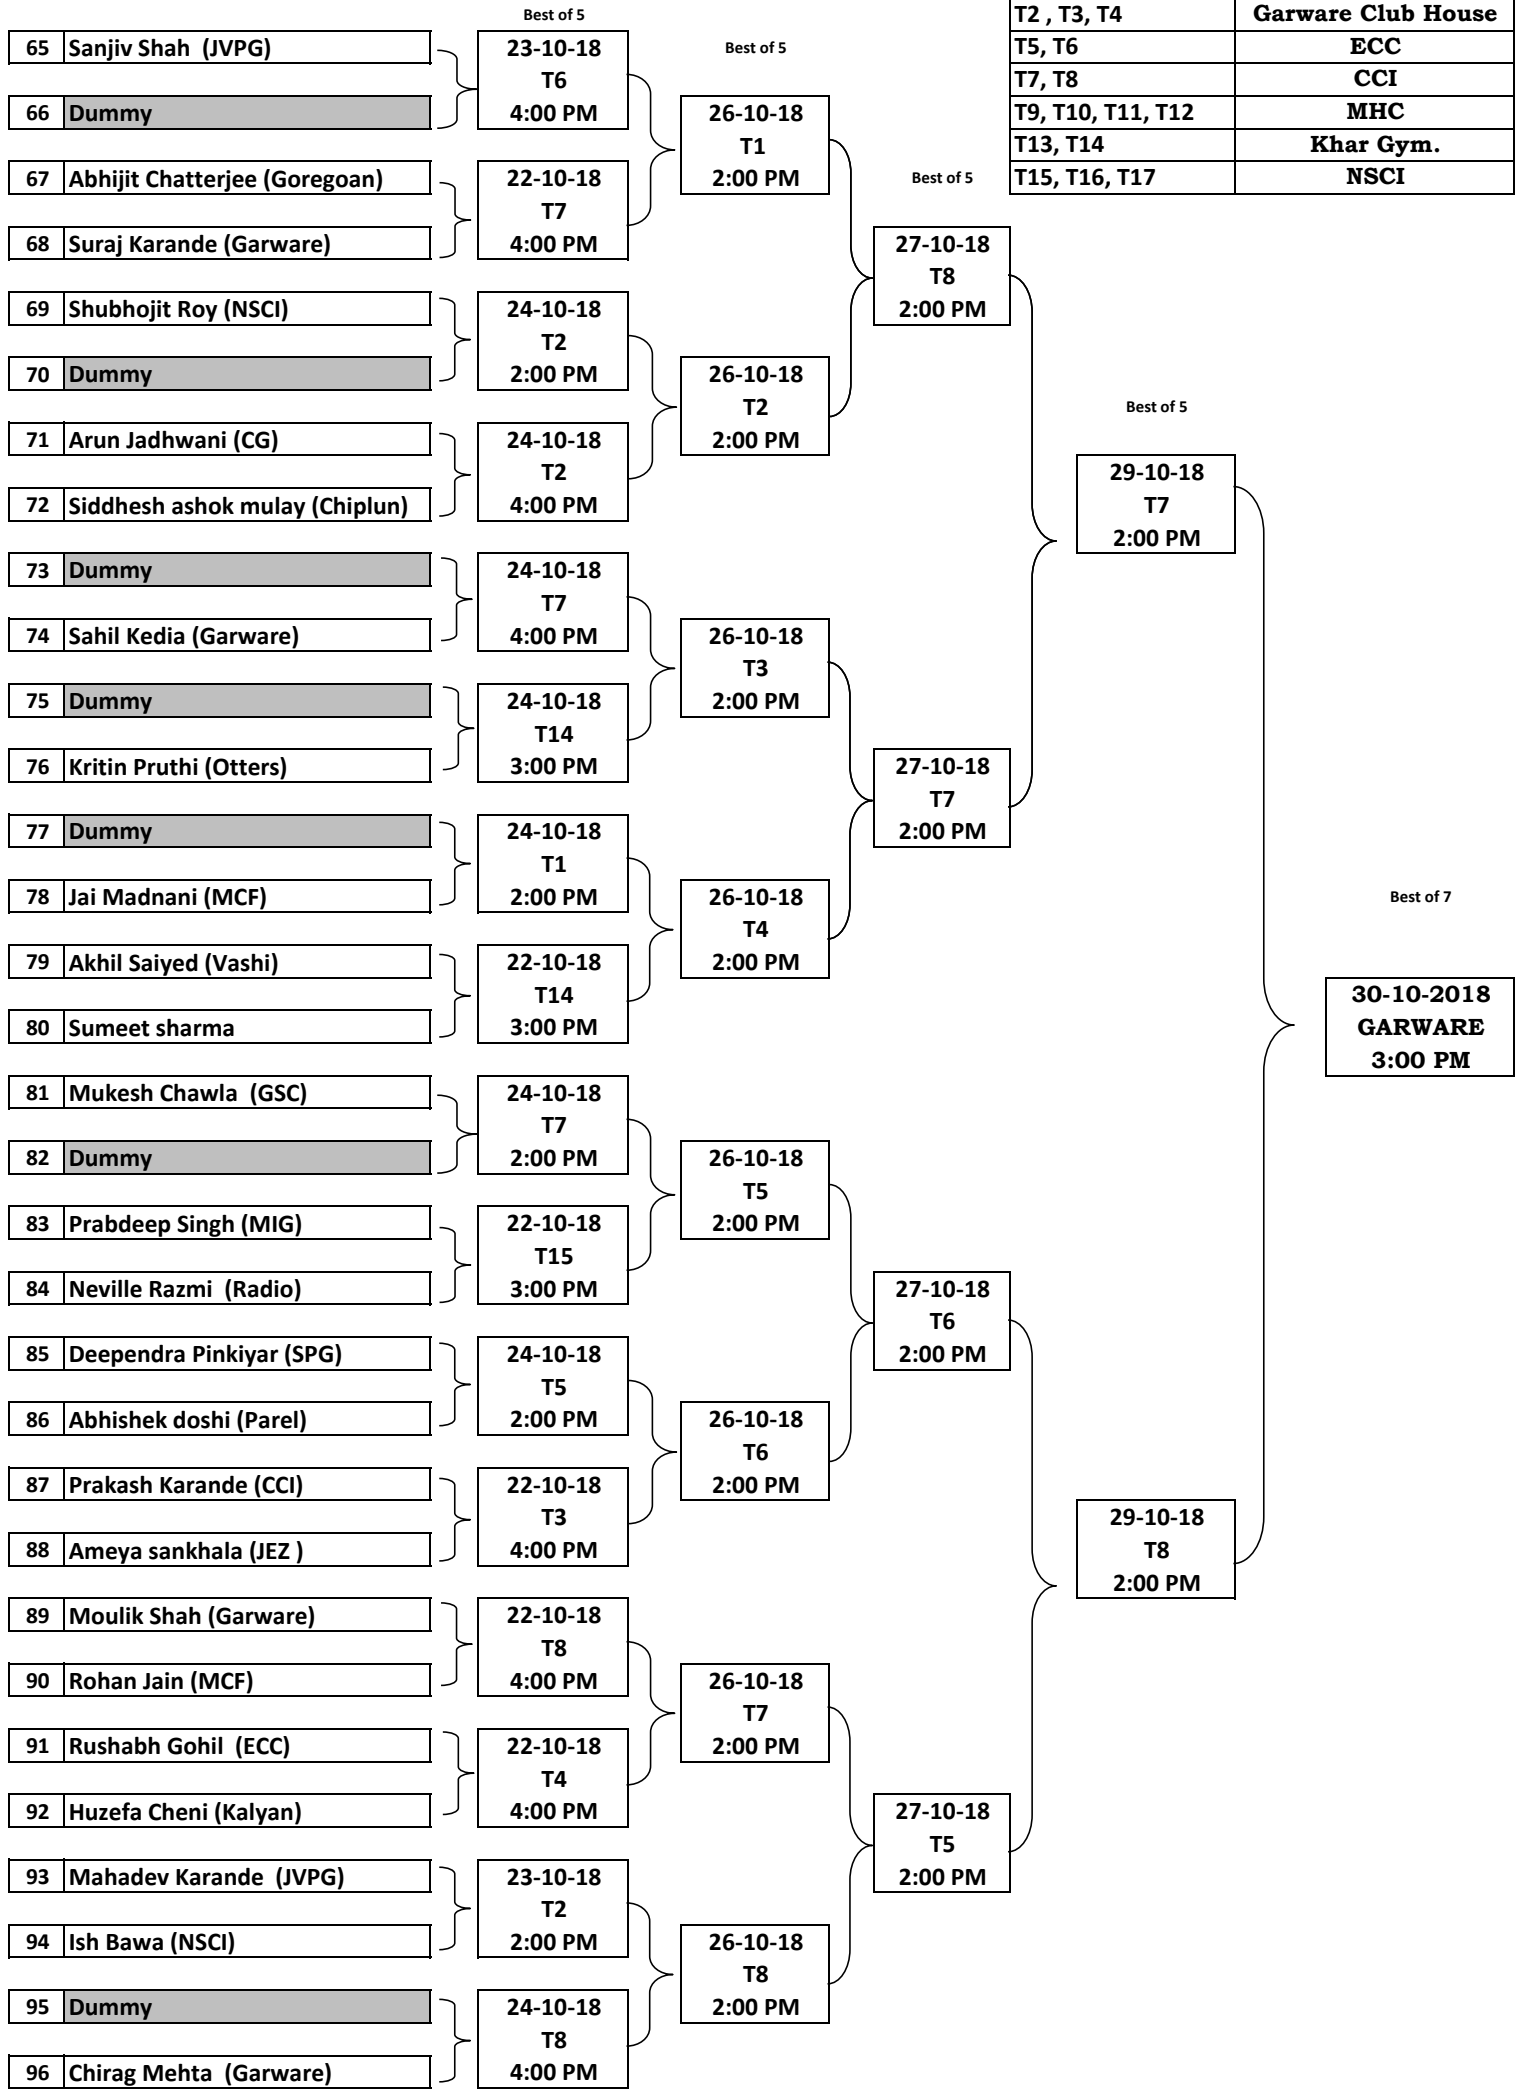 Best of 5
T2 , T3, T4 Garware Club House
65 Sanjiv Shah (JVPG) 23-10-18 Best of 5 T5, T6 ECC
T6 T7, T8 CCI
66 Dummy 4:00 PM 26-10-18 T9, T10, T11, T12 MHC
T1 T13, T14 Khar Gym.
67 Abhijit Chatterjee (Goregoan) 22-10-18 2:00 PM Best of 5 T15, T16, T17 NSCI
T7
68 Suraj Karande (Garware) 4:00 PM 27-10-18
T8
69 Shubhojit Roy (NSCI) 24-10-18 2:00 PM
T2
70 Dummy 2:00 PM 26-10-18
T2 Best of 5
71 Arun Jadhwani (CG) 24-10-18 2:00 PM
T2 29-10-18
72 Siddhesh ashok mulay (Chiplun) 4:00 PM T7
2:00 PM
73 Dummy 24-10-18
T7
74 Sahil Kedia (Garware) 4:00 PM 26-10-18
T3
75 Dummy 24-10-18 2:00 PM
T14
76 Kritin Pruthi (Otters) 3:00 PM 27-10-18
T7
77 Dummy 24-10-18 2:00 PM
T1
78 Jai Madnani (MCF) 2:00 PM 26-10-18 Best of 7
T4
79 Akhil Saiyed (Vashi) 22-10-18 2:00 PM
T14 30-10-2018
80 Sumeet sharma 3:00 PM GARWARE
3:00 PM
81 Mukesh Chawla (GSC) 24-10-18
T7
82 Dummy 2:00 PM 26-10-18
T5
83 Prabdeep Singh (MIG) 22-10-18 2:00 PM
T15
84 Neville Razmi (Radio) 3:00 PM 27-10-18
T6
85 Deependra Pinkiyar (SPG) 24-10-18 2:00 PM
T5
86 Abhishek doshi (Parel) 2:00 PM 26-10-18
T6
87 Prakash Karande (CCI) 22-10-18 2:00 PM
T3 29-10-18
88 Ameya sankhala (JEZ ) 4:00 PM T8
2:00 PM
89 Moulik Shah (Garware) 22-10-18
T8
90 Rohan Jain (MCF) 4:00 PM 26-10-18
T7
91 Rushabh Gohil (ECC) 22-10-18 2:00 PM
T4
92 Huzefa Cheni (Kalyan) 4:00 PM 27-10-18
T5
93 Mahadev Karande (JVPG) 23-10-18 2:00 PM
T2
94 Ish Bawa (NSCI) 2:00 PM 26-10-18
T8
95 Dummy 24-10-18 2:00 PM
T8
96 Chirag Mehta (Garware) 4:00 PM